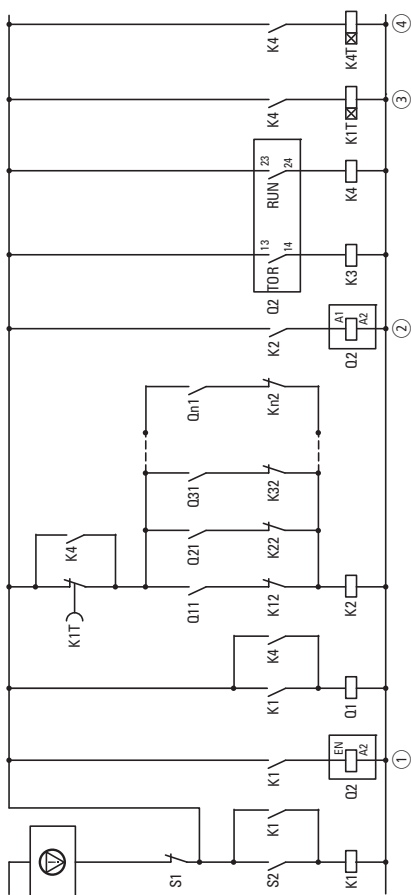 S1
S2
K1
K1
K1
Q2
EN
A2
①
K1
K4
Q1
K1T
K4
Q11
K12
K2
Q21
K22
Q31
K32
Qn1
Kn2
K2
Q2
A1
A2
②
Q2
TOR
13
14
K3
RUN
23
24
K4
K4
K1T
③
K4
K4T
④